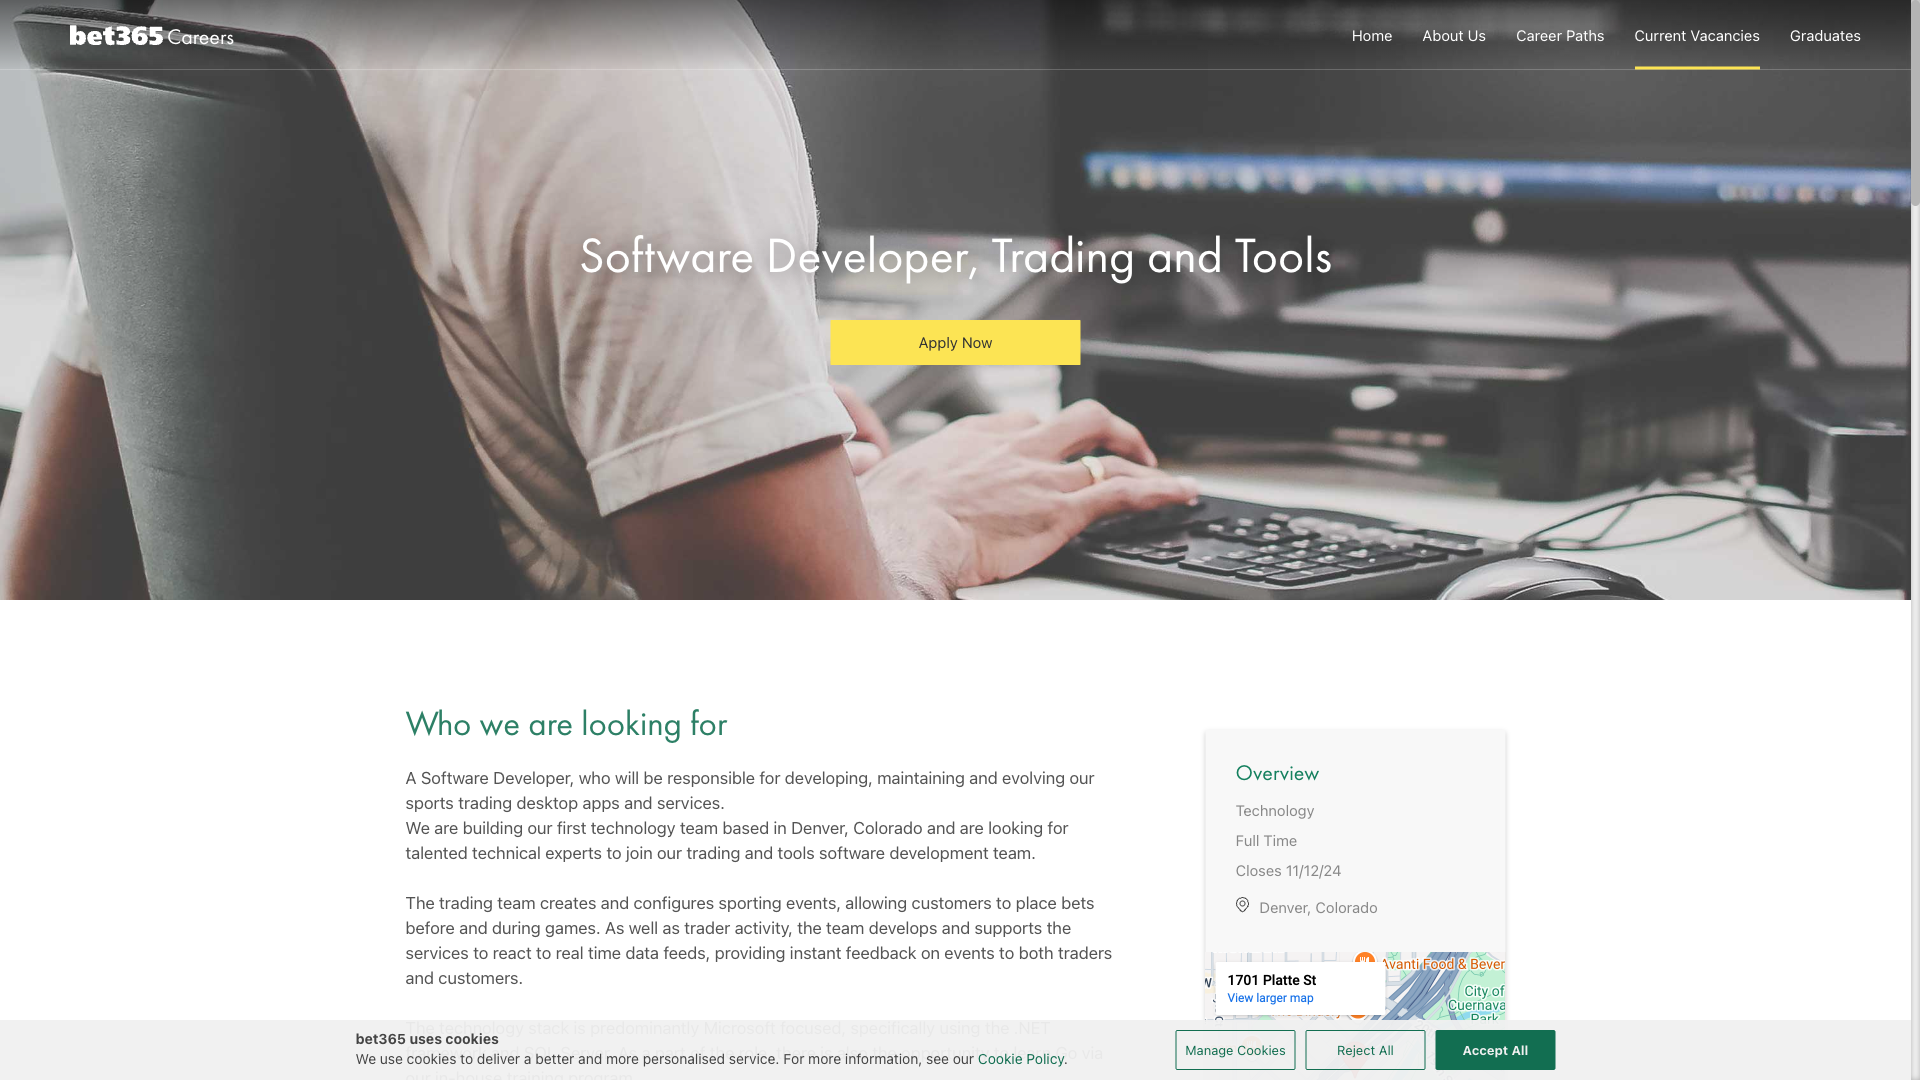 bet365 Careers
Home
About Us
Career Paths
Current Vacancies
Graduates
Software Developer, Trading and Tools
Apply Now
Who we are looking for
A Software Developer, who will be responsible for developing, maintaining and evolving our
sports trading desktop apps and services.
We are building our first technology team based in Denver, Colorado and are looking for
talented technical experts to join our trading and tools software development team.
The trading team creates and configures sporting events, allowing customers to place bets
before and during games. As well as trader activity, the team develops and supports the
services to react to real time data feeds, providing instant feedback on events to both traders
and customers.
The technology stack is predominantly Microsoft focused, specifically using the .NET
our in-house training program.
Overview
Technology
Full Time
Closes 11/12/24
Denver, Colorado
Avanti Food & Bever
1701 Platte St
View larger map
City of
Cuernava
Park
bet365 uses cookies
We use cookies to deliver a better and more personalised service. For more information, see our Cookie Policy.
Manage Cookies
Reject All
Accept All